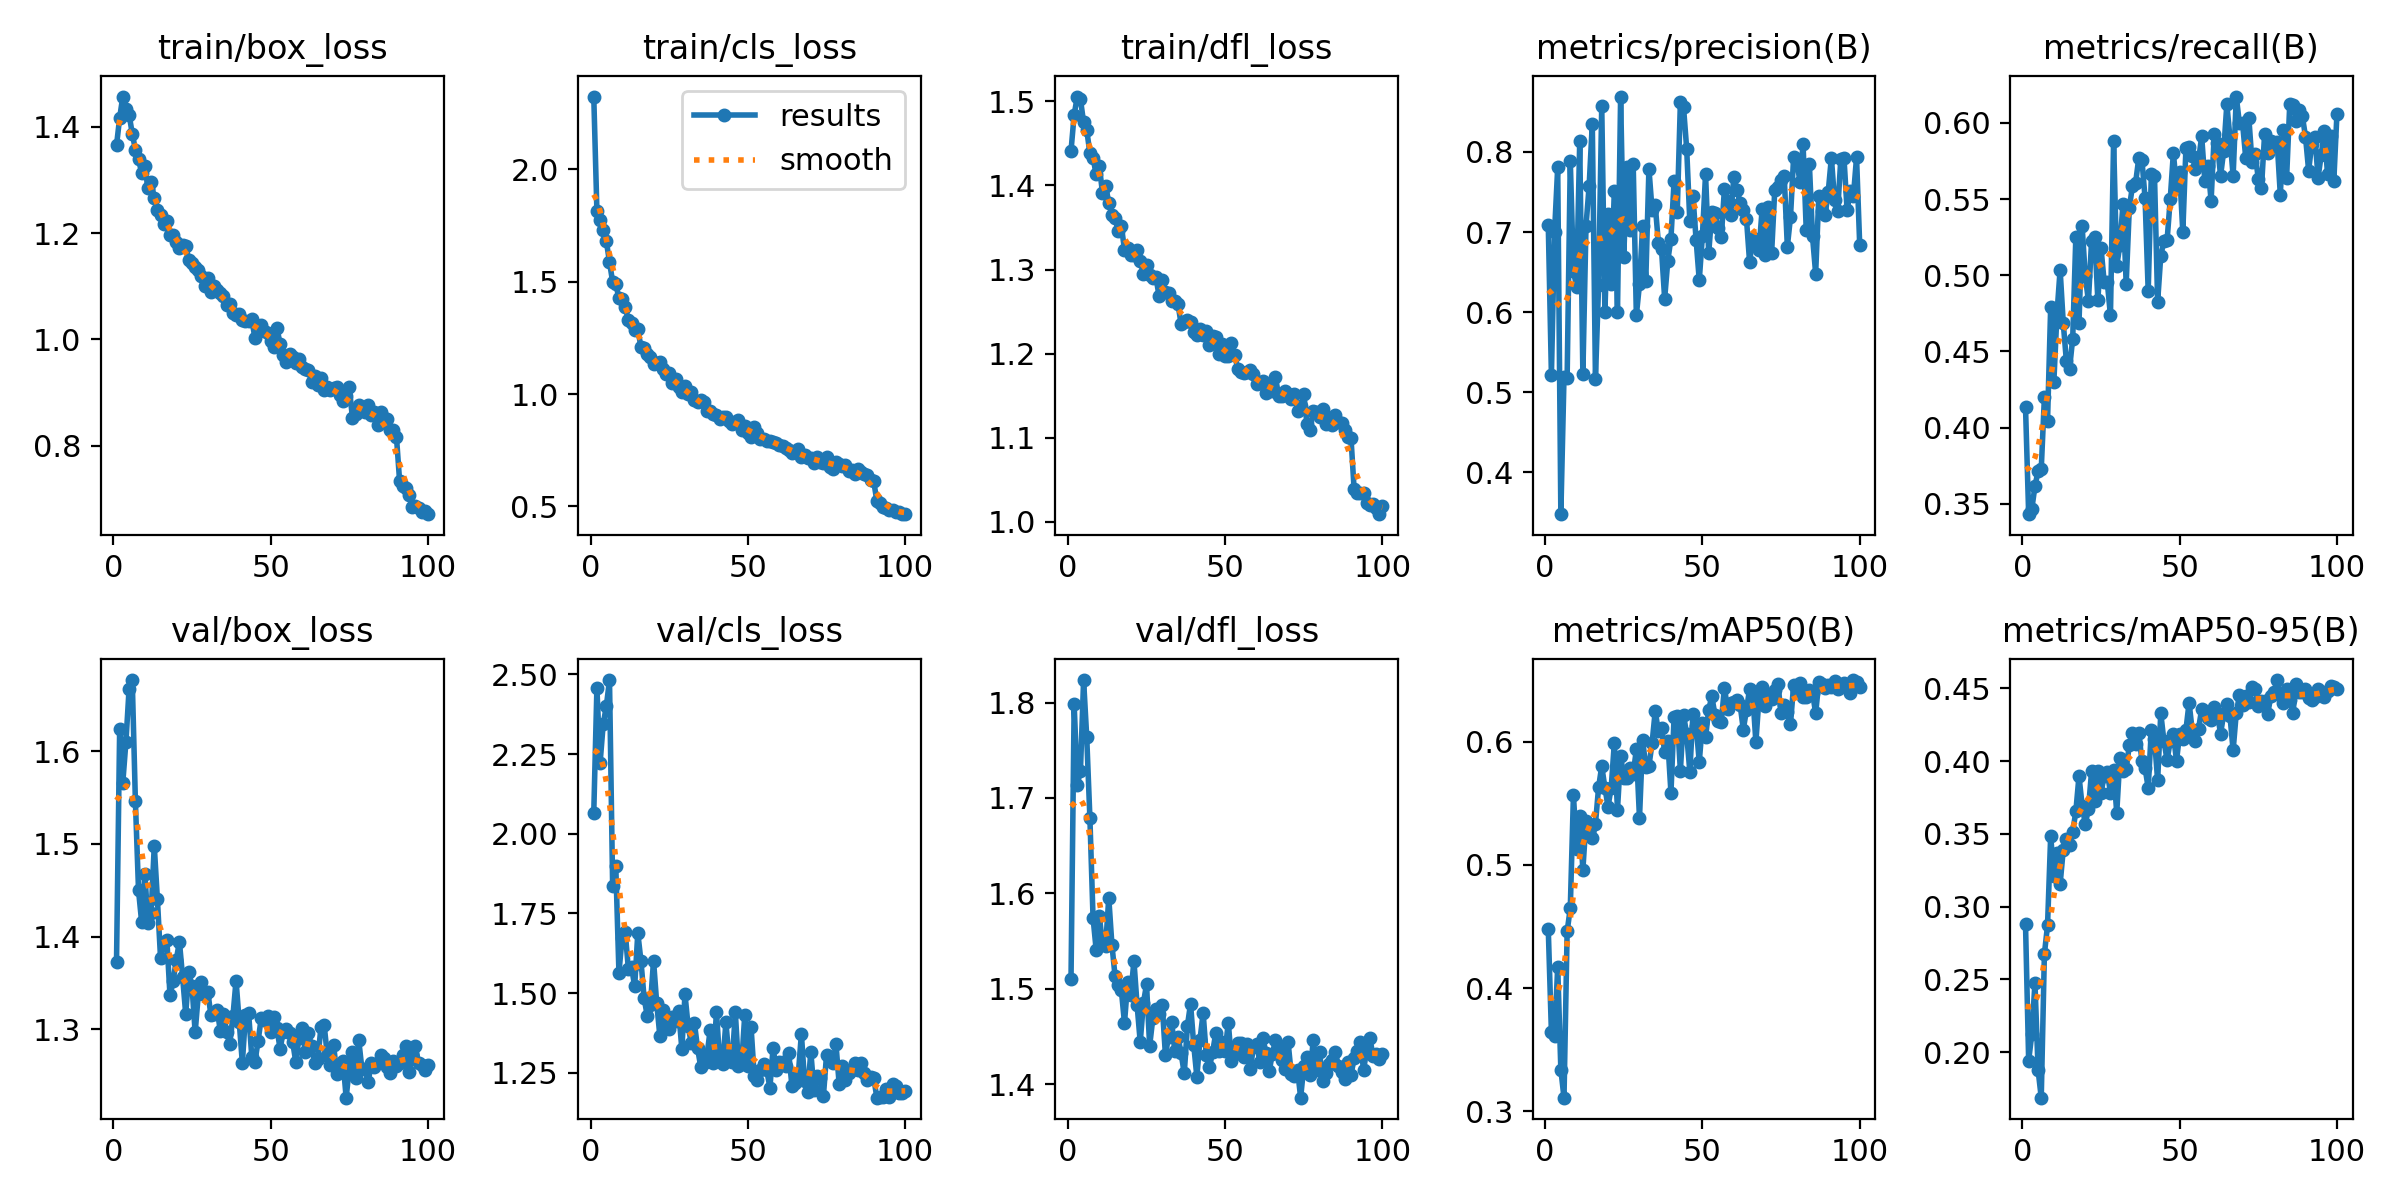 train/box_loss
1.4
1.2
1.0
0.8
0 50 100
train/cls_loss
results
smooth
2.0
1.5
1.0
0.5
0 50 100
train/dfl_loss
1.5
1.4
1.3
1.2
1.1
1.0
0 50 100
metrics/precision(B)
0.8
0.7
0.6
0.5
0.4
0 50 100
metrics/recall(B)
0.60
0.55
0.50
0.45
0.40
0.35
0 50 100
val/box_loss
1.6
1.5
1.4
1.3
0 50 100
val/cls_loss
2.50
2.25
2.00
1.75
1.50
1.25
0 50 100
val/dfl_loss
1.8
1.7
1.6
1.5
1.4
0 50 100
metrics/mAP50(B)
0.6
0.5
0.4
0.3
0 50 100
metrics/mAP50-95(B)
0.45
0.40
0.35
0.30
0.25
0.20
0 50 100